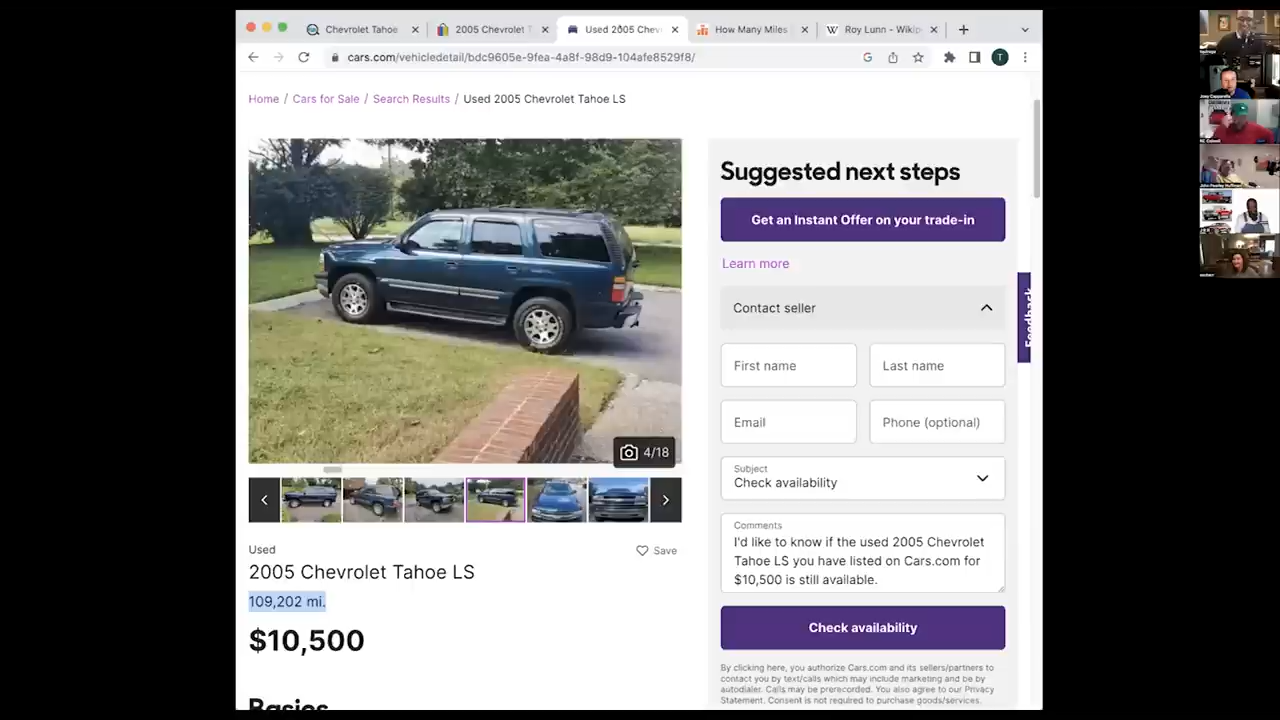 Chevrolet Tahoe
2005 Chevrolet T
Used 2005 Chev
How Many Miles
Roy Lunn – Wikip
cars.com/vehicledetail/bdc9605e-9fea-4a8f-98d9-104afe8529f8/
T
Home / Cars for Sale / Search Results / Used 2005 Chevrolet Tahoe LS
4/18
Used
Save
2005 Chevrolet Tahoe LS
109,202 mi.
$10,500
Basics
Suggested next steps
Get an Instant Offer on your trade-in
Learn more
Contact seller
First name
Last name
Email
Phone (optional)
Subject
Check availability
Comments
I'd like to know if the used 2005 Chevrolet
Tahoe LS you have listed on Cars.com for
$10,500 is still available.
Check availability
By clicking here, you authorize Cars.com and its sellers/partners to
contact you by text/calls which may include marketing and be by
autodialer. Calls may be prerecorded. You also agree to our Privacy
Statement. Consent is not required to purchase goods/services.
Feedback